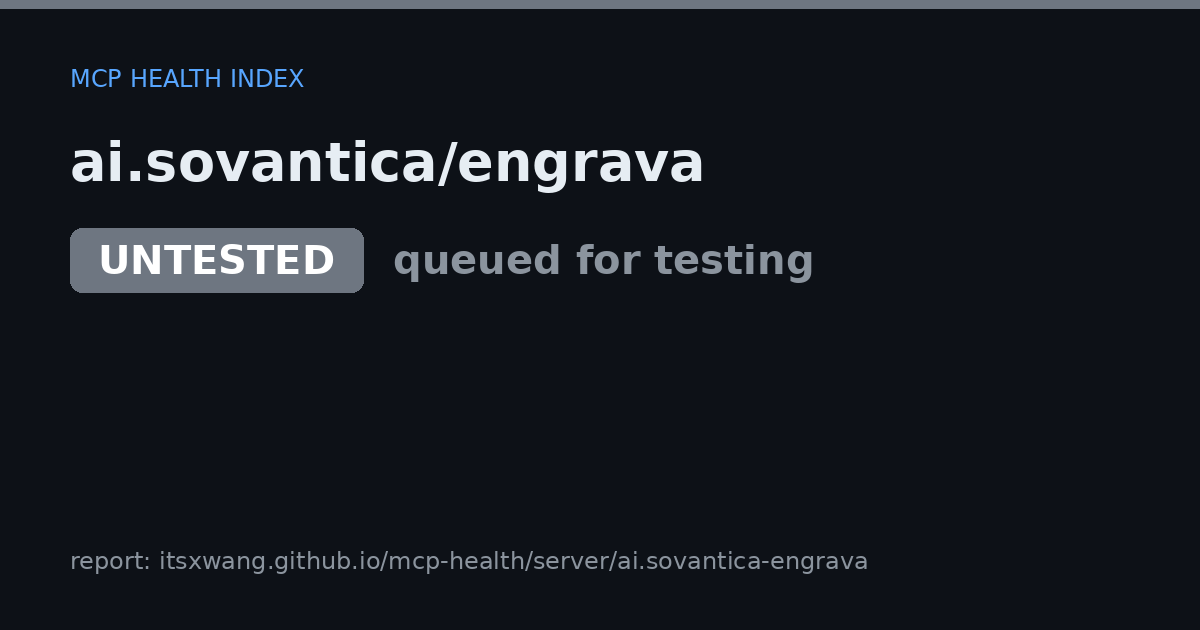 MCP HEALTH INDEX
ai.sovantica/engrava
UNTESTED queued for testing
report: itsxwang.github.io/mcp-health/server/ai.sovantica-engrava